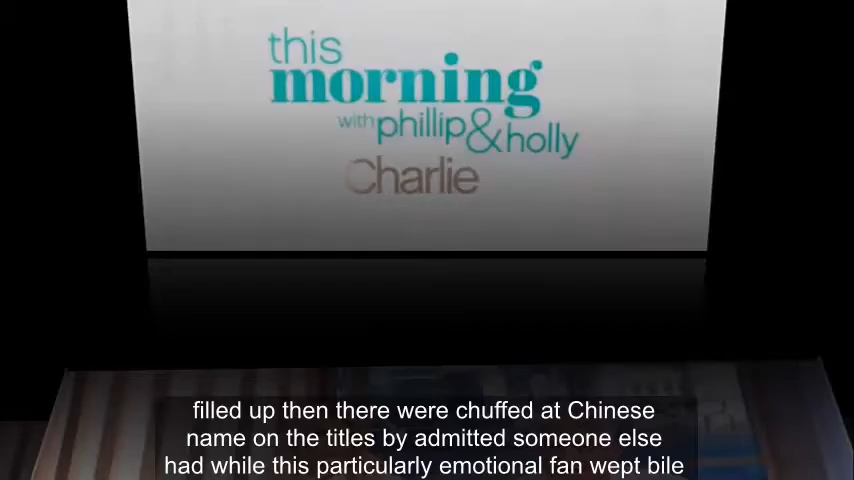 this
morning
with phillip & holly
Charlie
filled up then there were chuffed at Chinese
name on the titles by admitted someone else
had while this particularly emotional fan wept bile